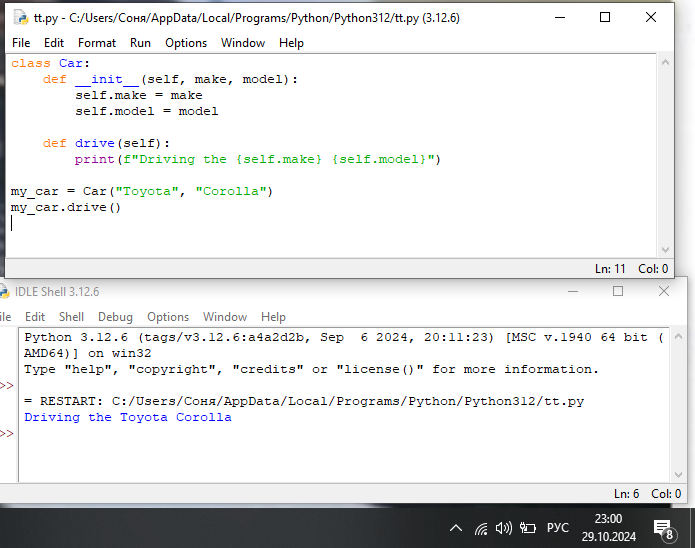 tt.py - C:/Users/Соня/AppData/Local/Programs/Python/Python312/tt.py (3.12.6)
File Edit Format Run Options Window Help
class Car:
    def __init__(self, make, model):
        self.make = make
        self.model = model
    def drive(self):
        print(f"Driving the {self.make} {self.model}")
my_car = Car("Toyota", "Corolla")
my_car.drive()
Ln: 11 Col: 0
IDLE Shell 3.12.6
ile Edit Shell Debug Options Window Help
Python 3.12.6 (tags/v3.12.6:a4a2d2b, Sep  6 2024, 20:11:23) [MSC v.1940 64 bit (
AMD64)] on win32
Type "help", "copyright", "credits" or "license()" for more information.
>>
= RESTART: C:/Users/Соня/AppData/Local/Programs/Python/Python312/tt.py
Driving the Toyota Corolla
>>
Ln: 6 Col: 0
РУС
23:00
29.10.2024
8